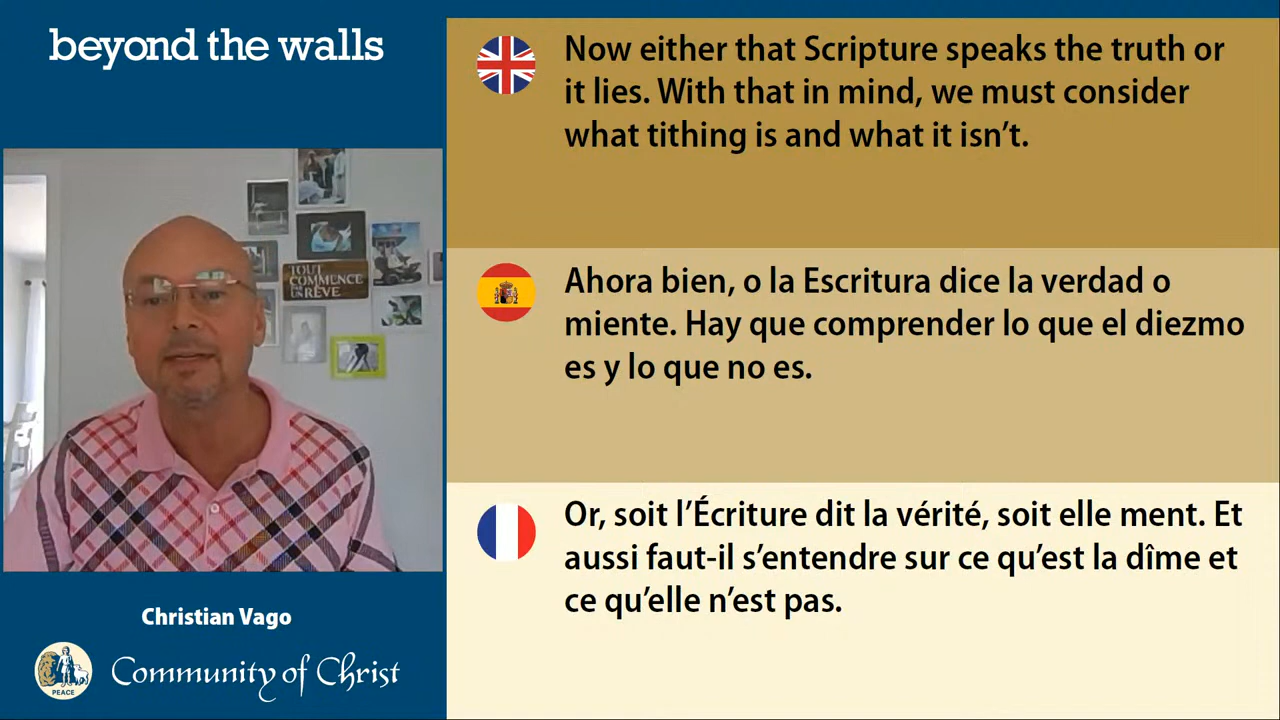 beyond the walls
TOUT
COMMENCE
PAR UN RÊVE
Christian Vago
PEACE
Community of Christ
Now either that Scripture speaks the truth or
it lies. With that in mind, we must consider
what tithing is and what it isn’t.
Ahora bien, o la Escritura dice la verdad o
miente. Hay que comprender lo que el diezmo
es y lo que no es.
Or, soit l’Écriture dit la vérité, soit elle ment. Et
aussi faut-il s’entendre sur ce qu’est la dîme et
ce qu’elle n’est pas.